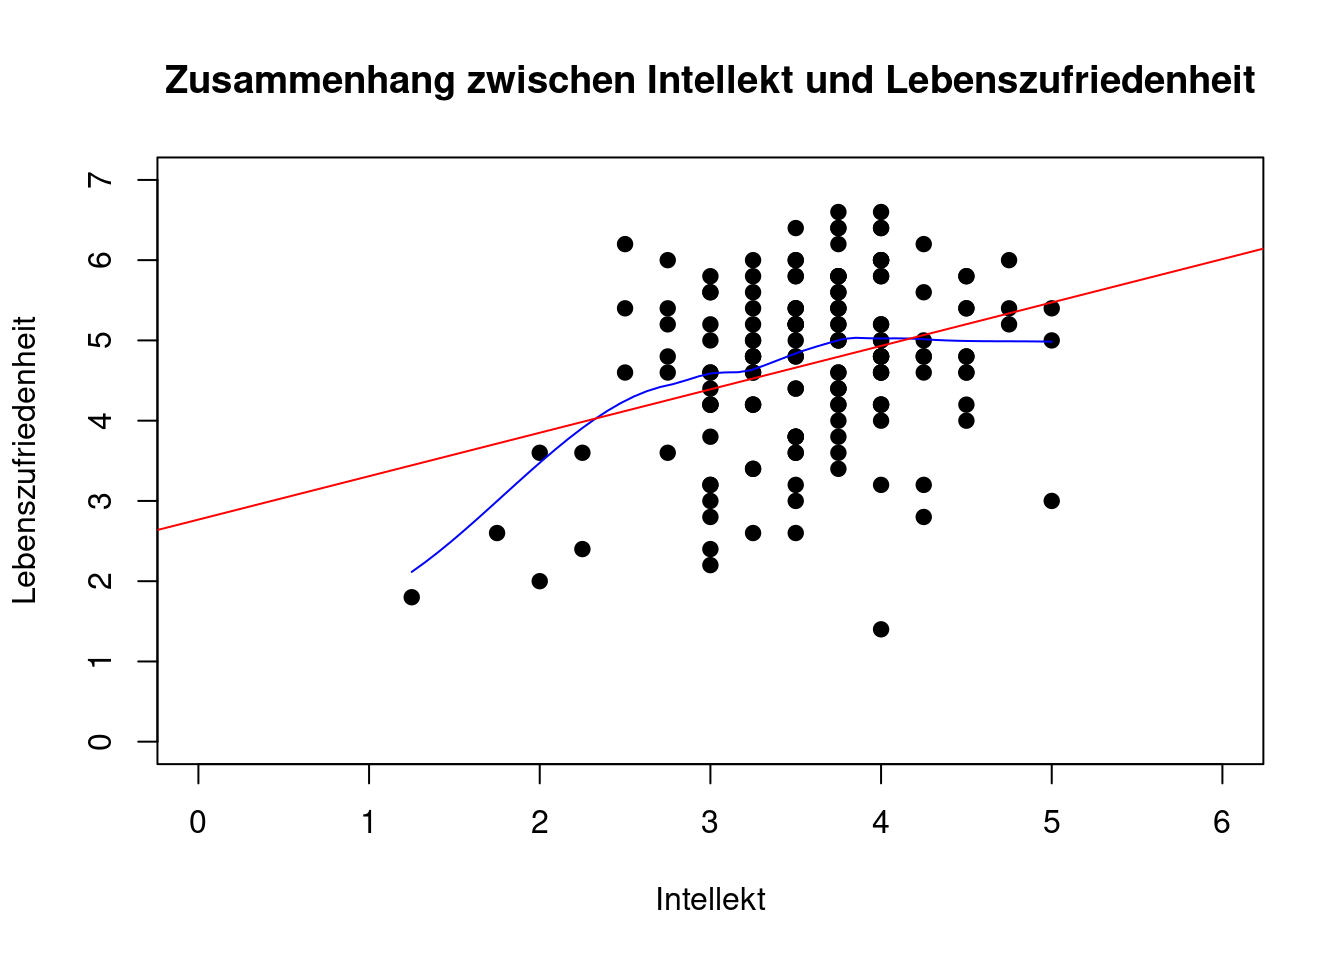 Zusammenhang zwischen Intellekt und Lebenszufriedenheit
Lebenszufriedenheit
7
6
5
4
3
2
1
0
0 1 2 3 4 5 6
Intellekt